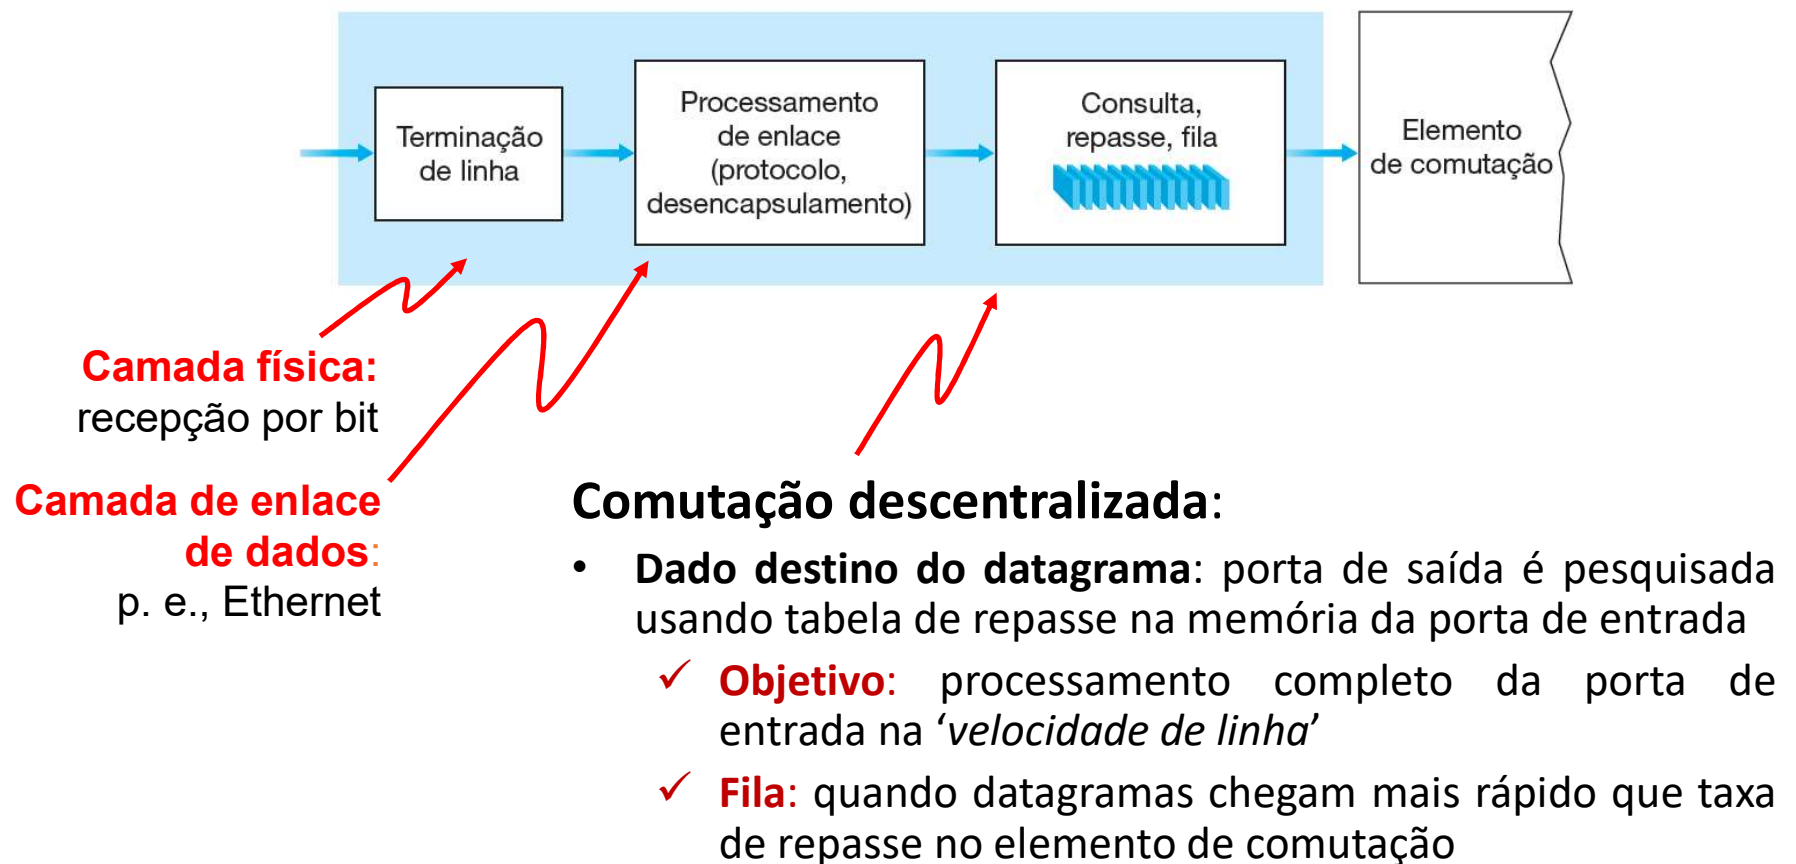 Terminação
de linha
Processamento
de enlace
(protocolo,
desencapsulamento)
Consulta,
repasse, fila
Elemento
de comutação
Camada física:
recepção por bit
Camada de enlace
de dados:
p. e., Ethernet
Comutação descentralizada:
• Dado destino do datagrama: porta de saída é pesquisada
usando tabela de repasse na memória da porta de entrada
✓ Objetivo: processamento completo da porta de
entrada na ‘velocidade de linha’
✓ Fila: quando datagramas chegam mais rápido que taxa
de repasse no elemento de comutação